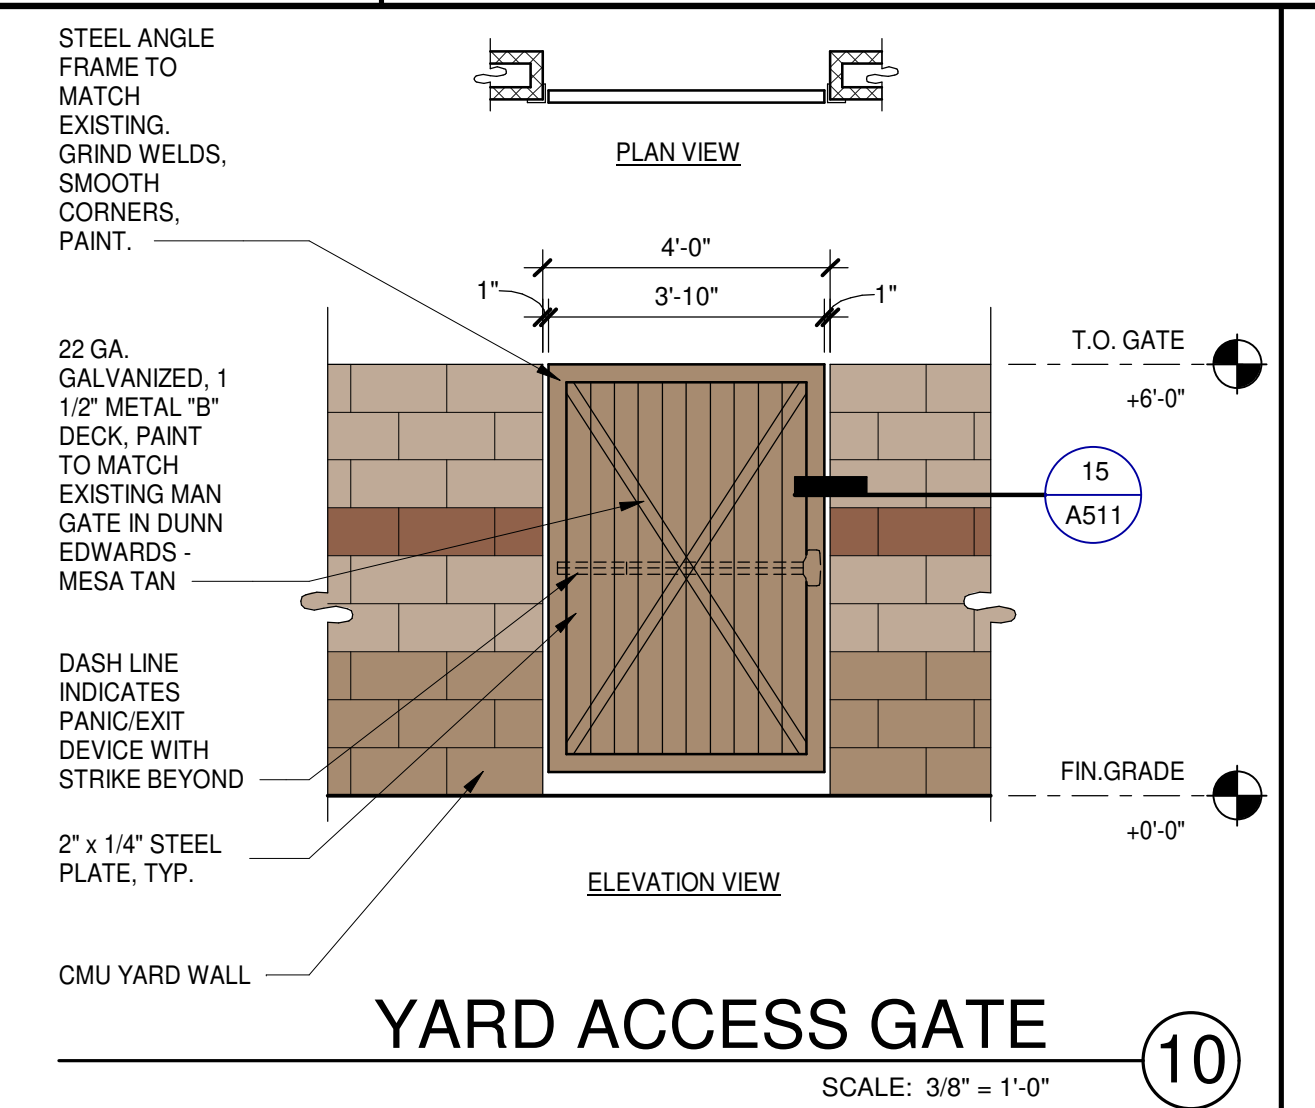 STEEL ANGLE
FRAME TO
MATCH
EXISTING.
GRIND WELDS,
SMOOTH
CORNERS,
PAINT.
PLAN VIEW
4'-0"
1"
3'-10"
1"
22 GA.
GALVANIZED, 1
1/2" METAL "B"
DECK, PAINT
TO MATCH
EXISTING MAN
GATE IN DUNN
EDWARDS -
MESA TAN
T.O. GATE
+6'-0"
15
A511
DASH LINE
INDICATES
PANIC/EXIT
DEVICE WITH
STRIKE BEYOND
FIN.GRADE
+0'-0"
2" x 1/4" STEEL
PLATE, TYP.
ELEVATION VIEW
CMU YARD WALL
YARD ACCESS GATE
10
SCALE: 3/8" = 1'-0"